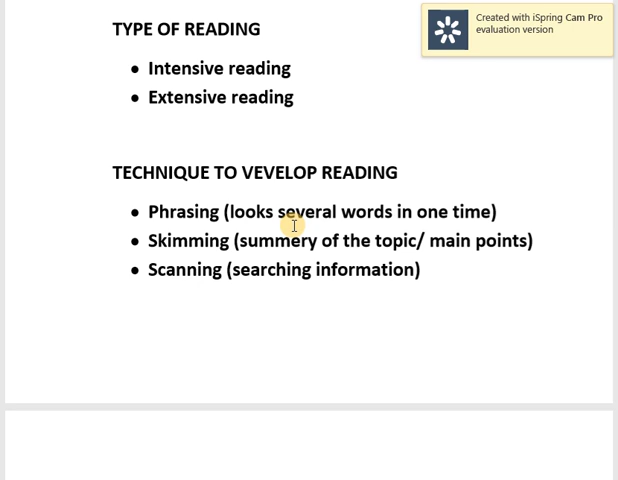 TYPE OF READING
Created with iSpring Cam Pro
evaluation version
• Intensive reading
• Extensive reading
TECHNIQUE TO VEVELOP READING
• Phrasing (looks several words in one time)
• Skimming (summery of the topic/ main points)
• Scanning (searching information)